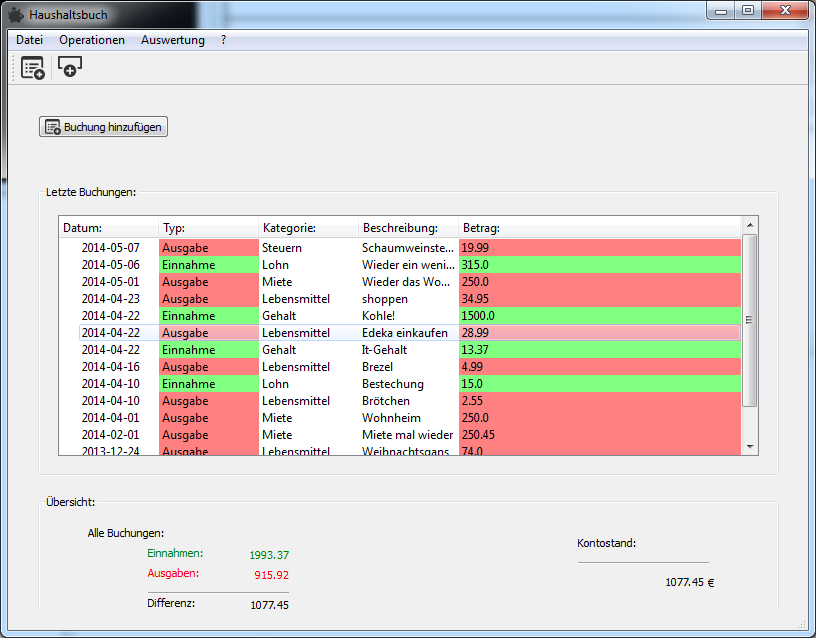 Haushaltsbuch
Datei Operationen Auswertung ?
Buchung hinzufügen
Letzte Buchungen:
Datum: Typ: Kategorie: Beschreibung: Betrag:
2014-05-07 Ausgabe Steuern Schaumweinste... 19.99
2014-05-06 Einnahme Lohn Wieder ein weni... 315.0
2014-05-01 Ausgabe Miete Wieder das Wo... 250.0
2014-04-23 Ausgabe Lebensmittel shoppen 34.95
2014-04-22 Einnahme Gehalt Kohle! 1500.0
2014-04-22 Ausgabe Lebensmittel Edeka einkaufen 28.99
2014-04-22 Einnahme Gehalt It-Gehalt 13.37
2014-04-16 Ausgabe Lebensmittel Brezel 4.99
2014-04-10 Einnahme Lohn Bestechung 15.0
2014-04-10 Ausgabe Lebensmittel Brötchen 2.55
2014-04-01 Ausgabe Miete Wohnheim 250.0
2014-02-01 Ausgabe Miete Miete mal wieder 250.45
2013-12-24 Ausgabe Lebensmittel Weihnachtsgans 74.0
Übersicht:
Alle Buchungen:
Einnahmen: 1993.37
Ausgaben: 915.92
Differenz: 1077.45
Kontostand:
1077.45 €